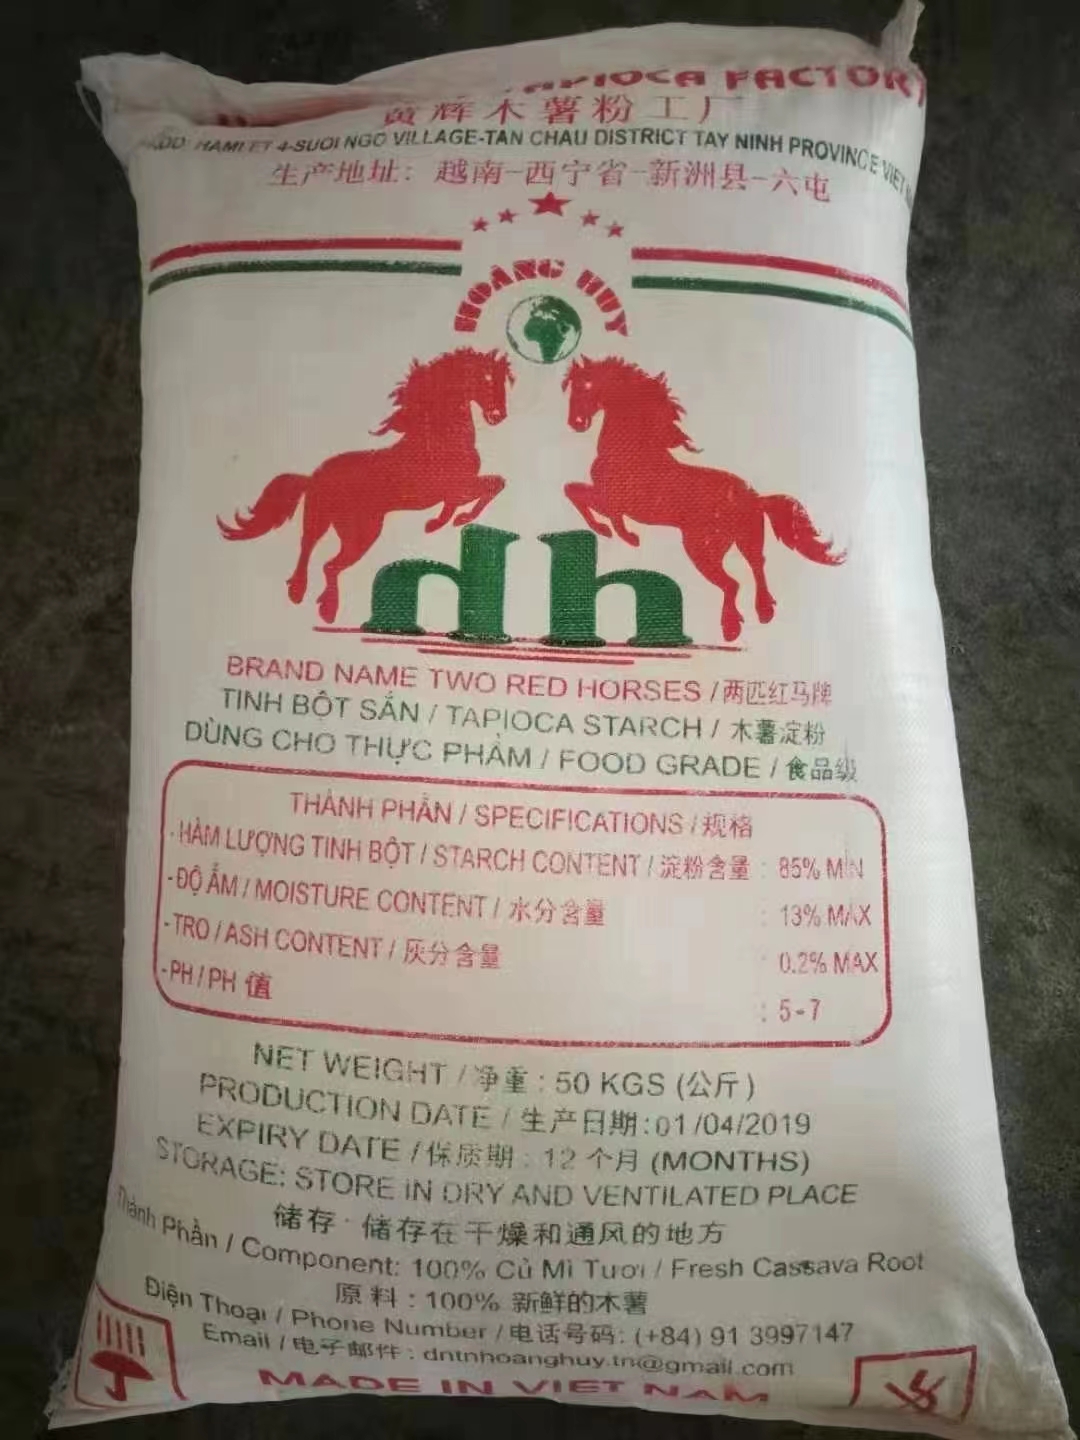 TAPIOCA FACTORY
黄辉木薯粉工厂
HAMLET 4-SUOI NGO VILLAGE-TAN CHAU DISTRICT TAY NINH PROVINCE VIET
生产地址: 越南-西宁省-新洲县-六屯
HOÀNG HUY
dh
BRAND NAME TWO RED HORSES / 两匹红马牌
TINH BỘT SẮN / TAPIOCA STARCH / 木薯淀粉
DÙNG CHO THỰC PHẨM / FOOD GRADE / 食品级
THÀNH PHẦN / SPECIFICATIONS / 规格
-HÀM LƯỢNG TINH BỘT / STARCH CONTENT / 淀粉含量 : 85% MIN
-ĐỘ ẨM / MOISTURE CONTENT / 水分含量 : 13% MAX
-TRO / ASH CONTENT / 灰分含量 : 0.2% MAX
-PH / PH 值 : 5-7
NET WEIGHT / 净重 : 50 KGS (公斤)
PRODUCTION DATE / 生产日期: 01/04/2019
EXPIRY DATE / 保质期 : 12 个月 (MONTHS)
STORAGE: STORE IN DRY AND VENTILATED PLACE
储存 : 储存在干燥和通风的地方
Thành Phần / Component: 100% Củ Mì Tươi / Fresh Cassava Root
原料 : 100% 新鲜的木薯
Điện Thoại / Phone Number / 电话号码: (+84) 91 3997147
Email / 电子邮件 : dntnhoanghuy.tn@gmail.com
MADE IN VIET NAM